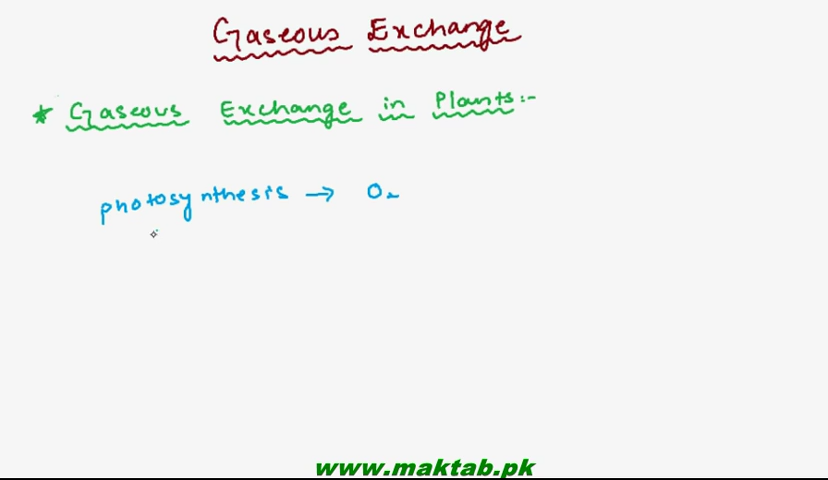 Gaseous Exchange
* Gaseous Exchange in Plants:-
photosynthesis → O₂
www.maktab.pk